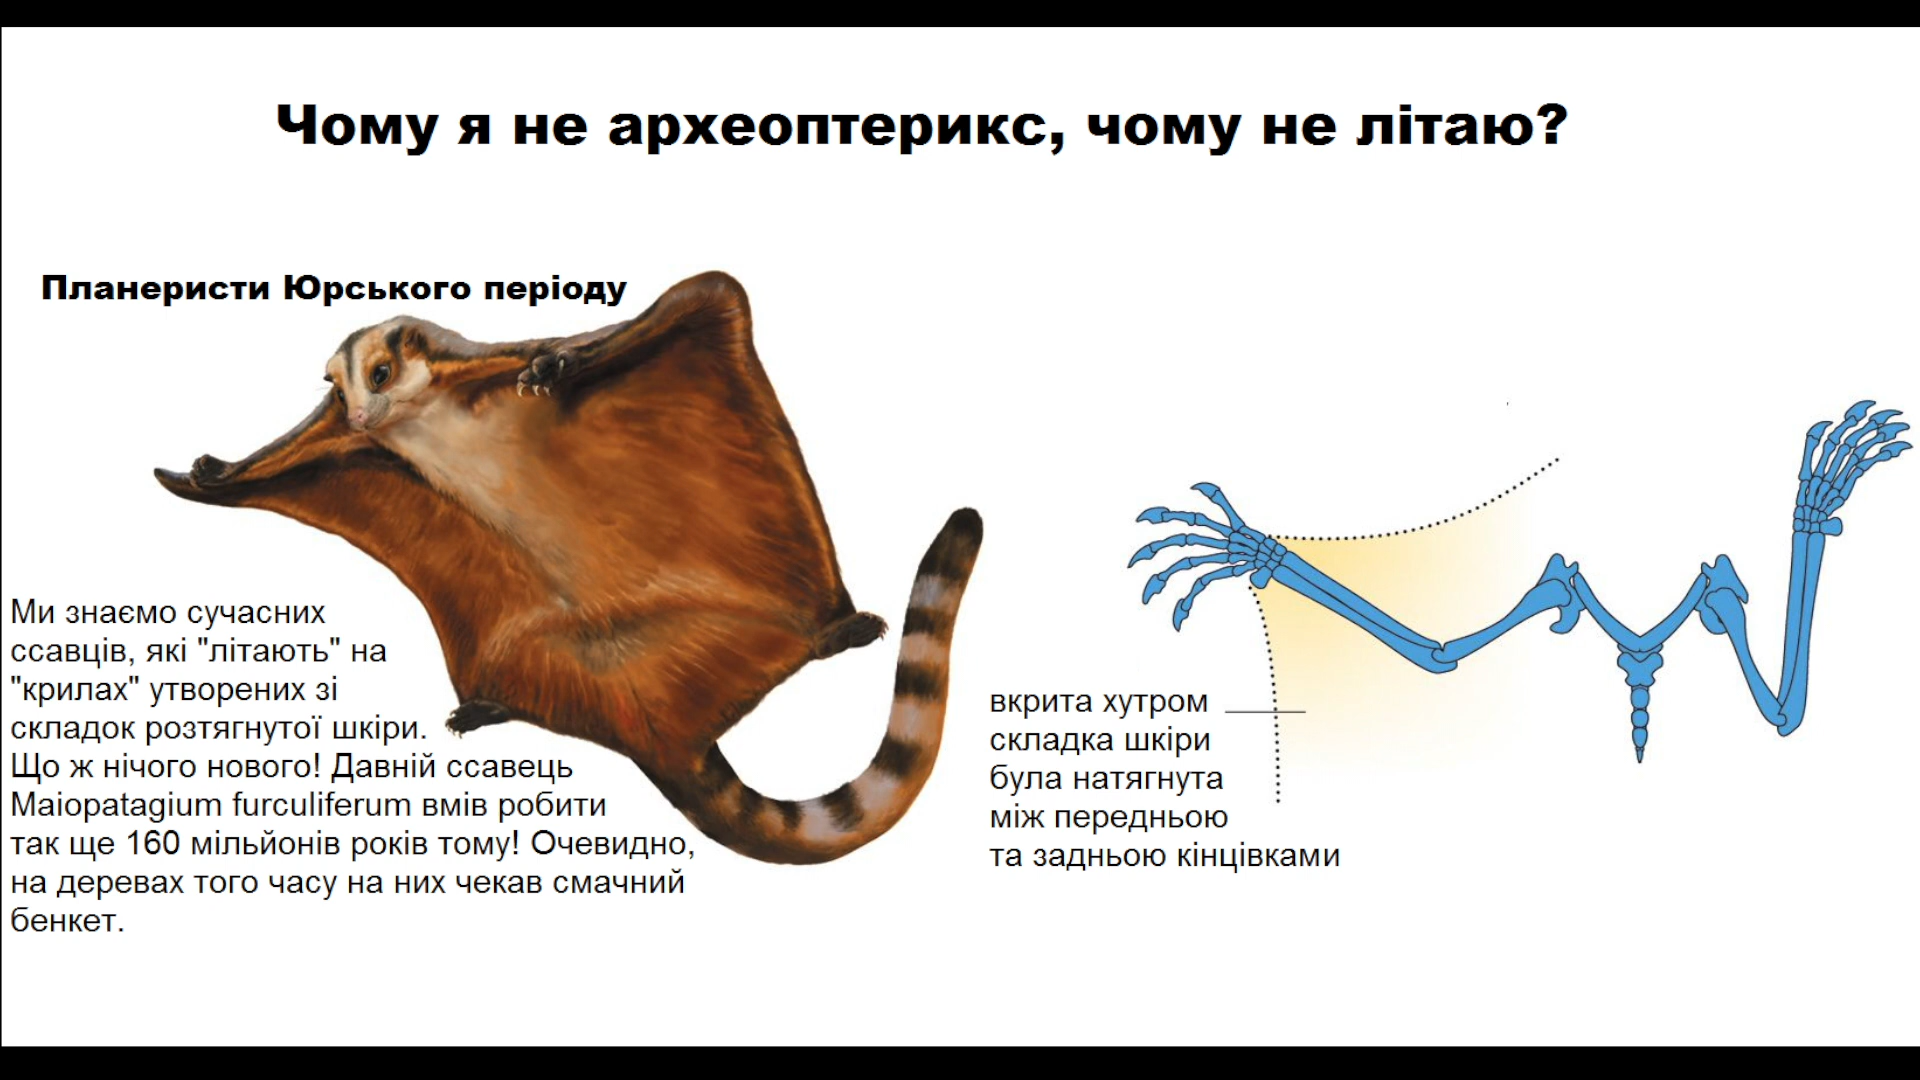 Чому я не археоптерикс, чому не літаю?
Планеристи Юрського періоду
Ми знаємо сучасних
ссавців, які "літають" на
"крилах" утворених зі
складок розтягнутої шкіри.
Що ж нічого нового! Давній ссавець
Maiopatagium furculiferum вмів робити
так ще 160 мільйонів років тому! Очевидно,
на деревах того часу на них чекав смачний
бенкет.
вкрита хутром
складка шкіри
була натягнута
між передньою
та задньою кінцівками